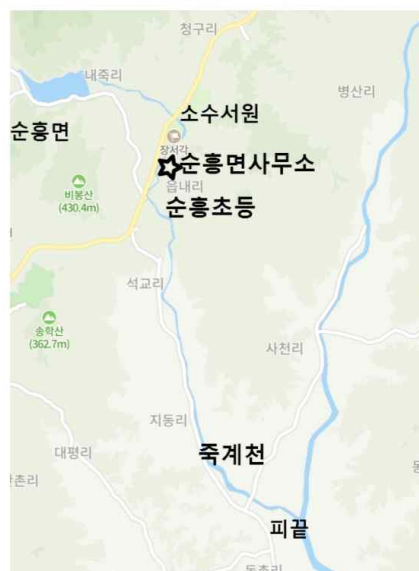 청구리
내죽리
병산리
소수서원
순흥면
장서각
순흥면사무소
읍내리
비봉산
(430.4m)
순흥초등
석교리
송학산
(362.7m)
사천리
지동리
대평리
죽계천
촌리
피끝
동촌리